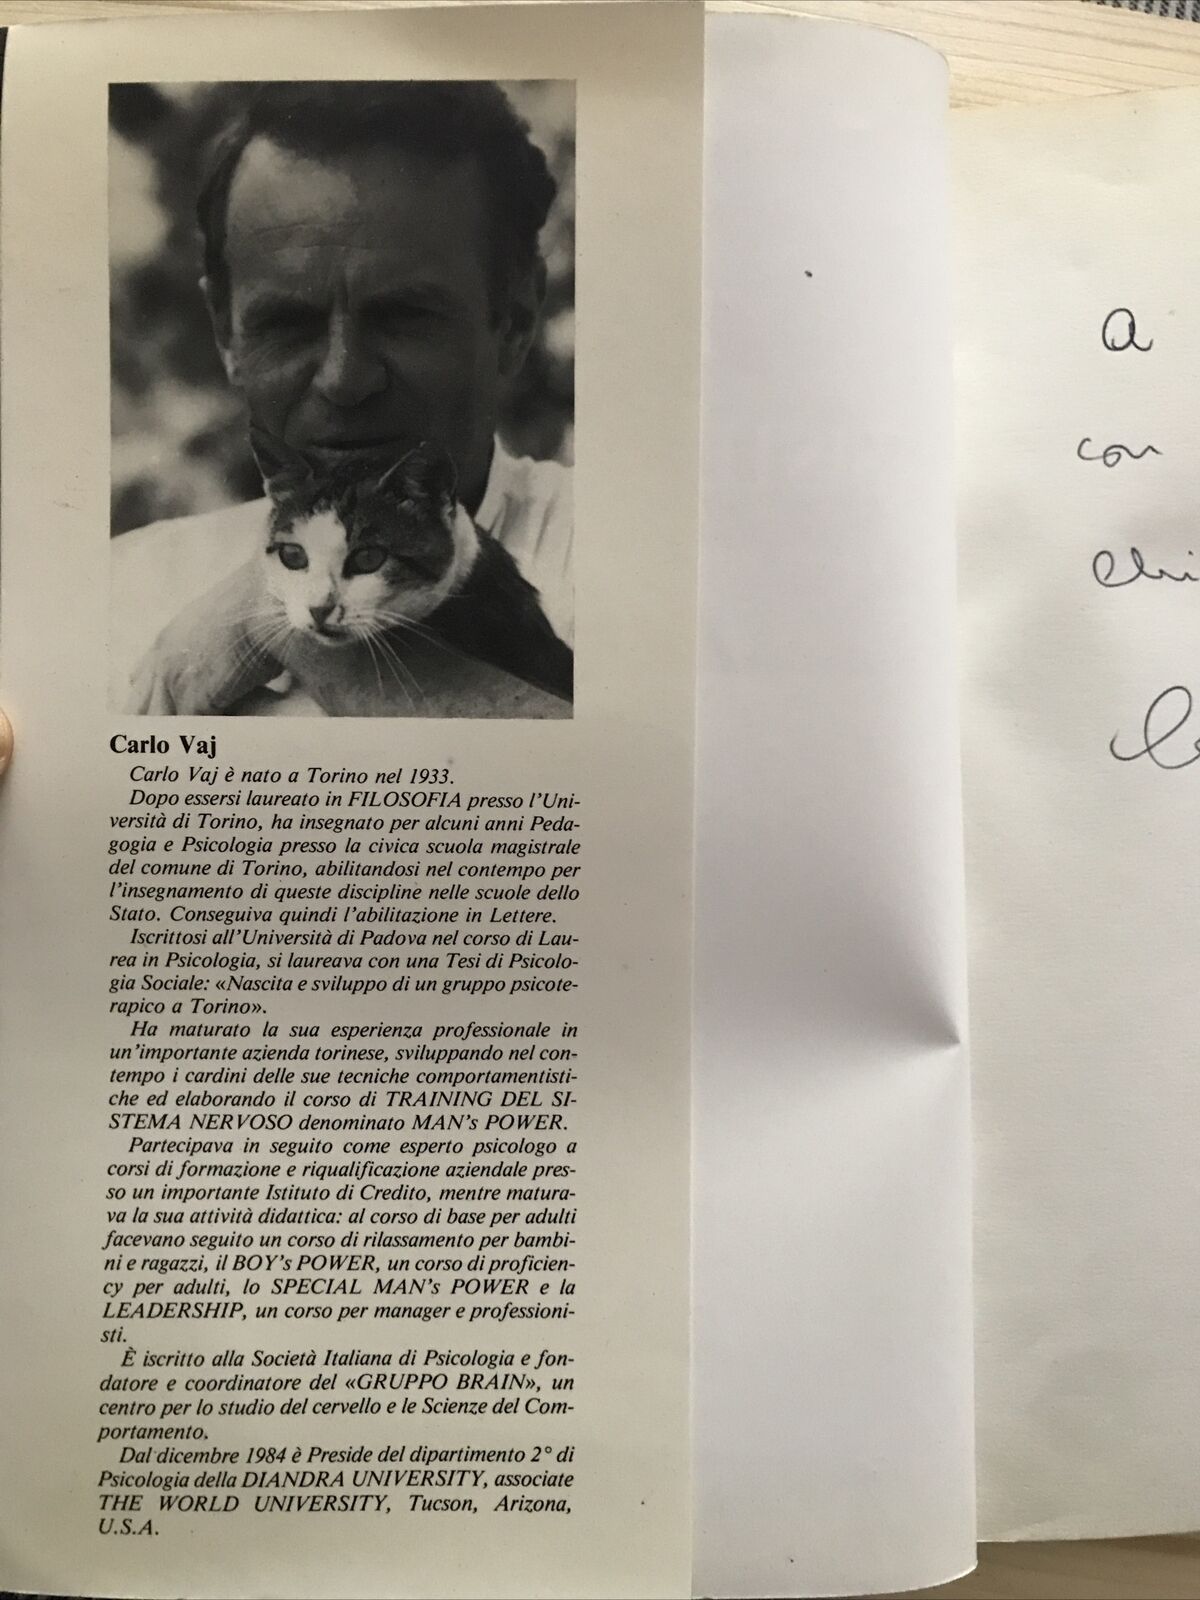 Carlo Vaj
Carlo Vaj è nato a Torino nel 1933.
Dopo essersi laureato in FILOSOFIA presso l'Uni-
versità di Torino, ha insegnato per alcuni anni Peda-
gogia e Psicologia presso la civica scuola magistrale
del comune di Torino, abilitandosi nel contempo per
l'insegnamento di queste discipline nelle scuole dello
Stato. Conseguiva quindi l'abilitazione in Lettere.
Iscrittosi all'Università di Padova nel corso di Lau-
rea in Psicologia, si laureava con una Tesi di Psicolo-
gia Sociale: «Nascita e sviluppo di un gruppo psicote-
rapico a Torino».
Ha maturato la sua esperienza professionale in
un'importante azienda torinese, sviluppando nel con-
tempo i cardini delle sue tecniche comportamentisti-
che ed elaborando il corso di TRAINING DEL SI-
STEMA NERVOSO denominato MAN's POWER.
Partecipava in seguito come esperto psicologo a
corsi di formazione e riqualificazione aziendale pres-
so un importante Istituto di Credito, mentre matura-
va la sua attività didattica: al corso di base per adulti
facevano seguito un corso di rilassamento per bambi-
ni e ragazzi, il BOY's POWER, un corso di proficien-
cy per adulti, lo SPECIAL MAN's POWER e la
LEADERSHIP, un corso per manager e professioni-
sti.
È iscritto alla Società Italiana di Psicologia e fon-
datore e coordinatore del «GRUPPO BRAIN», un
centro per lo studio del cervello e le Scienze del Com-
portamento.
Dal dicembre 1984 è Preside del dipartimento 2° di
Psicologia della DIANDRA UNIVERSITY, associate
THE WORLD UNIVERSITY, Tucson, Arizona,
U.S.A.
a
con